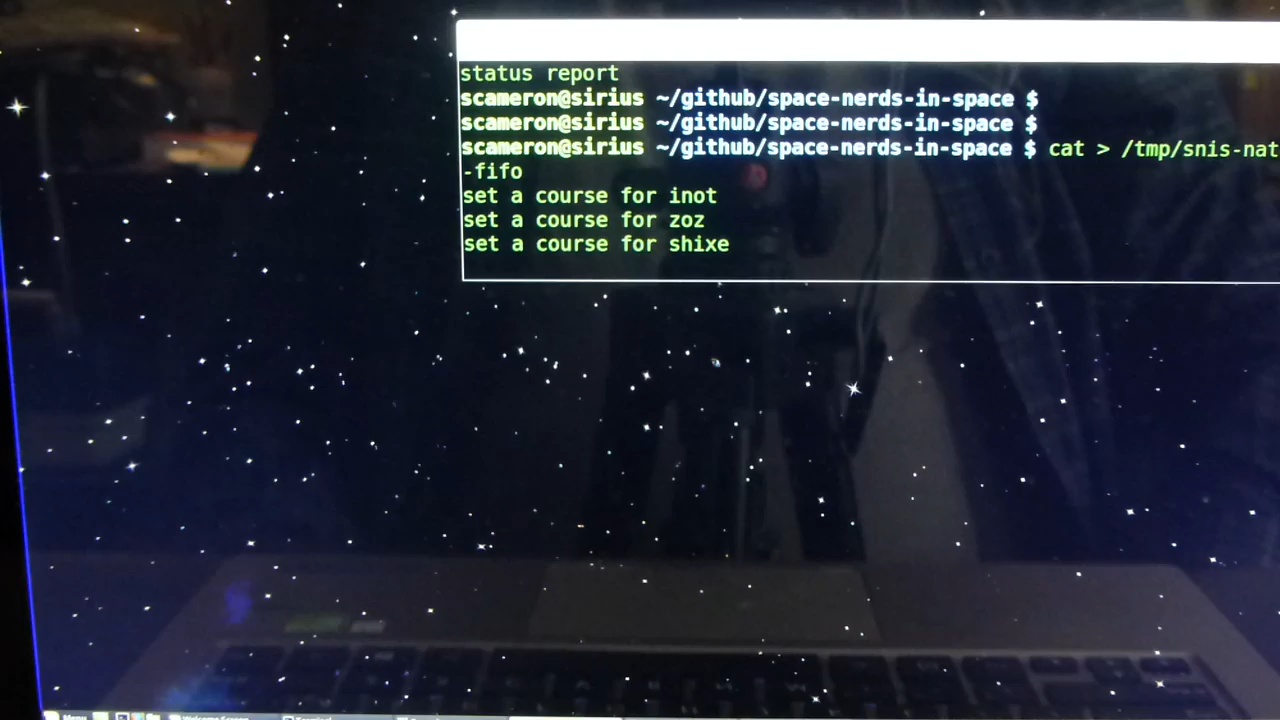 status report
scameron@sirius ~/github/space-nerds-in-space $
scameron@sirius ~/github/space-nerds-in-space $
scameron@sirius ~/github/space-nerds-in-space $ cat > /tmp/snis-nat
-fifo
set a course for inot
set a course for zoz
set a course for shixe
Menu